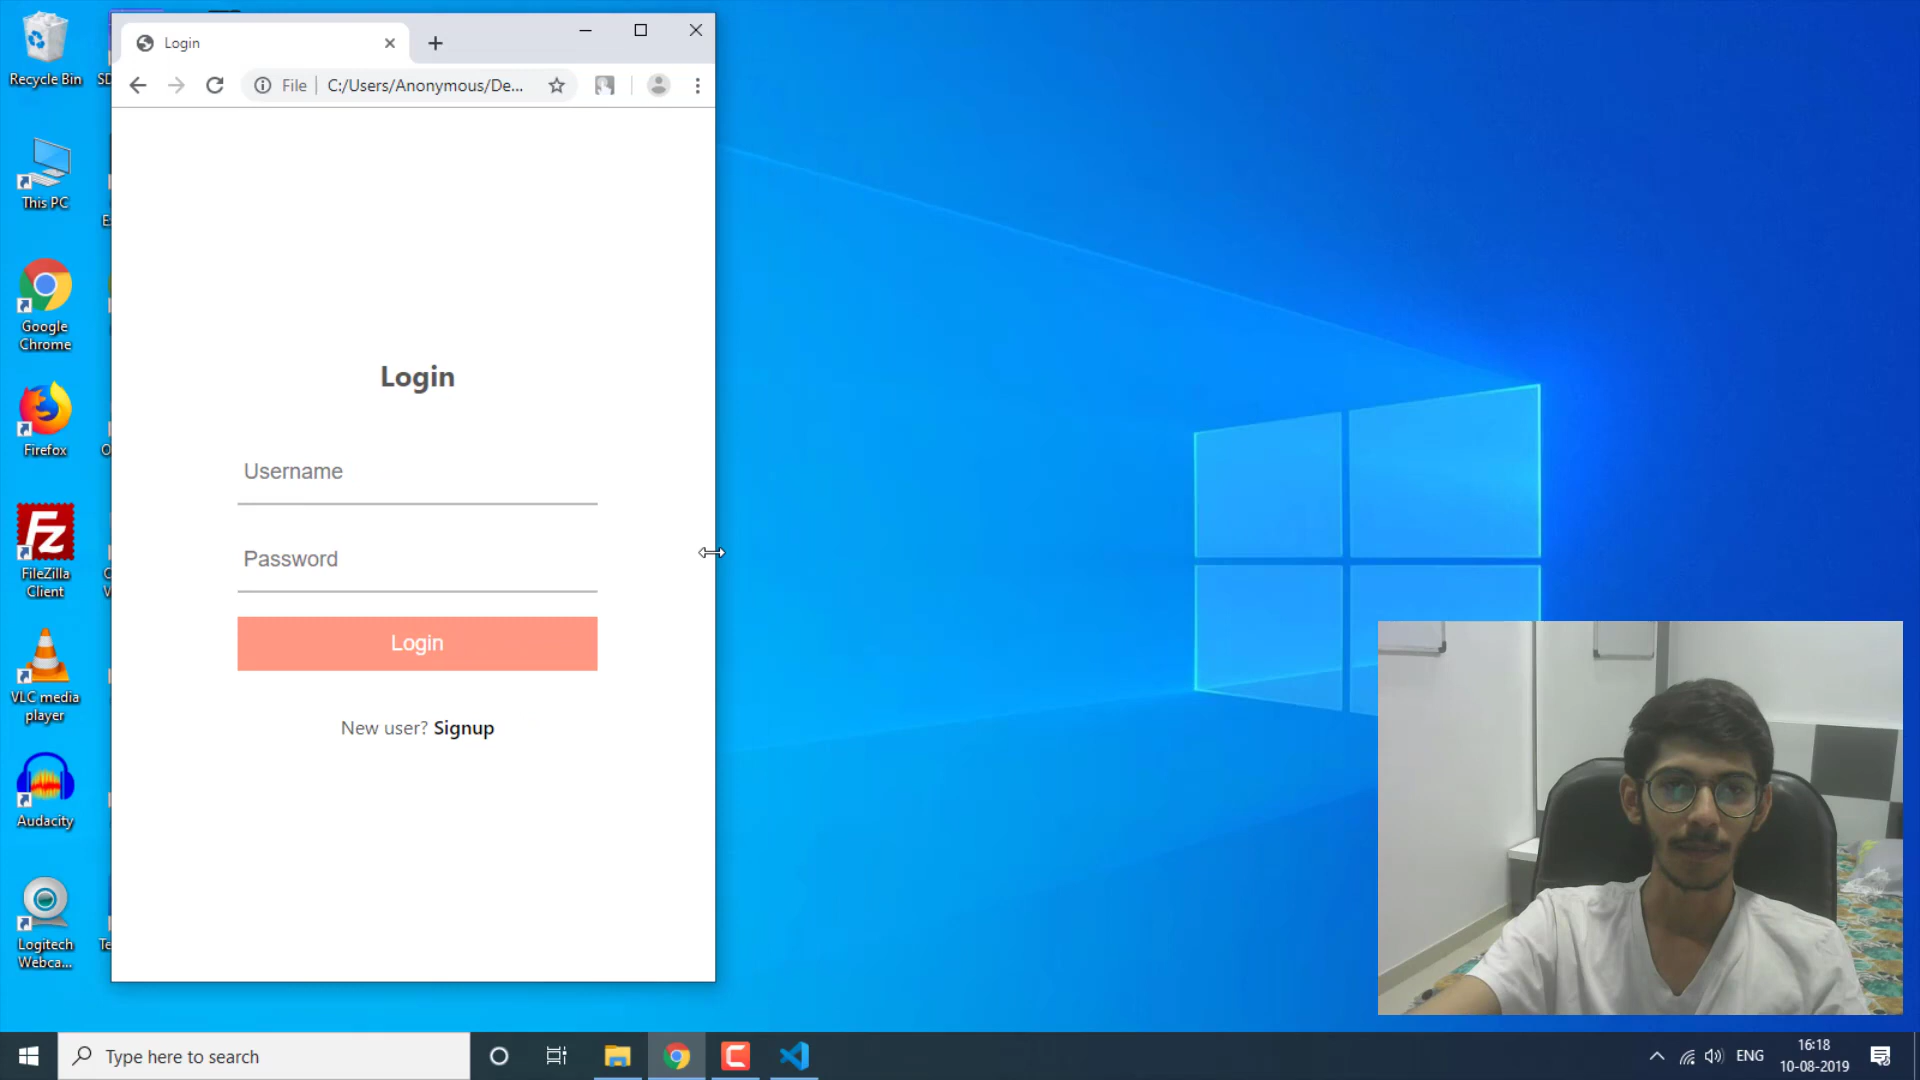 Recycle Bin
This PC
Google
Chrome
Firefox
FileZilla
Client
VLC media
player
Audacity
Logitech
Webca...
Login
File
C:/Users/Anonymous/De...
Login
Username
Password
Login
New user? Signup
Type here to search
ENG
16:18
10-08-2019